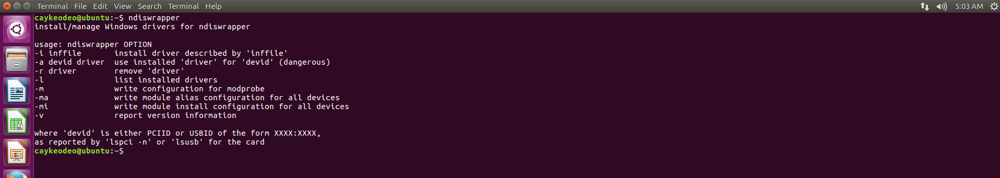 Terminal File Edit View Search Terminal Help 5:03 AM
caykeodeo@ubuntu:~$ ndiswrapper
install/manage Windows drivers for ndiswrapper
usage: ndiswrapper OPTION
-i inffile       install driver described by 'inffile'
-a devid driver  use installed 'driver' for 'devid' (dangerous)
-r driver        remove 'driver'
-l               list installed drivers
-m               write configuration for modprobe
-ma              write module alias configuration for all devices
-mi              write module install configuration for all devices
-v               report version information
where 'devid' is either PCIID or USBID of the form XXXX:XXXX,
as reported by 'lspci -n' or 'lsusb' for the card
caykeodeo@ubuntu:~$